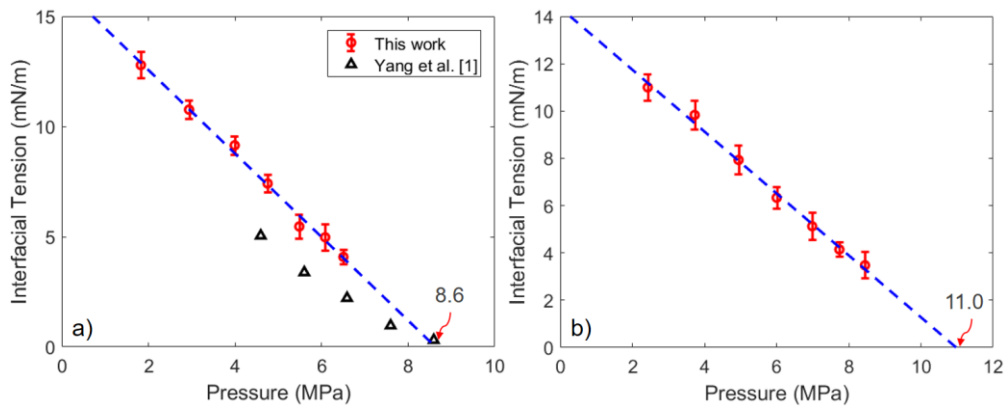 15
10
5
0
Interfacial Tension (mN/m)
This work
Yang et al. [1]
8.6
a)
0 2 4 6 8 10
Pressure (MPa)
14
12
10
8
6
4
2
0
Interfacial Tension (mN/m)
11.0
b)
0 2 4 6 8 10 12
Pressure (MPa)